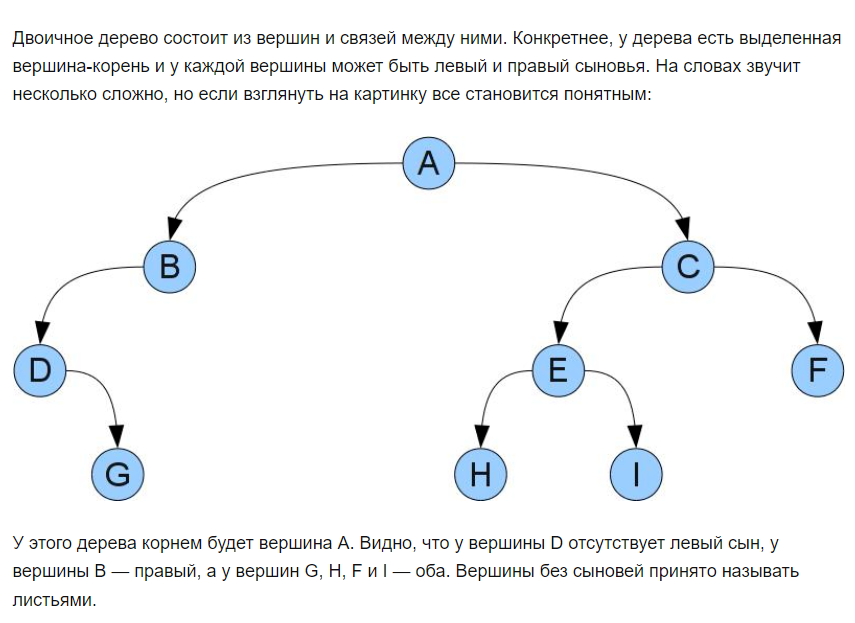 Двоичное дерево состоит из вершин и связей между ними. Конкретнее, у дерева есть выделенная
вершина-корень и у каждой вершины может быть левый и правый сыновья. На словах звучит
несколько сложно, но если взглянуть на картинку все становится понятным:
A
B C
D E F
G H I
У этого дерева корнем будет вершина A. Видно, что у вершины D отсутствует левый сын, у
вершины B — правый, а у вершин G, H, F и I — оба. Вершины без сыновей принято называть
листьями.